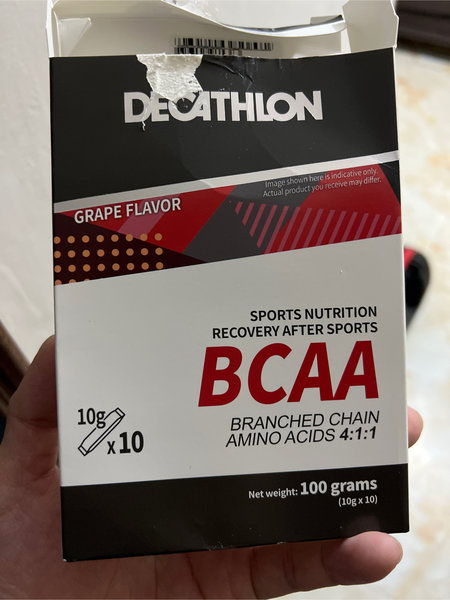 DECATHLON
Image shown here is indicative only.
Actual product you receive may differ.
GRAPE FLAVOR
SPORTS NUTRITION
RECOVERY AFTER SPORTS
BCAA
BRANCHED CHAIN
AMINO ACIDS 4:1:1
10g
x10
Net weight: 100 grams
(10g x 10)